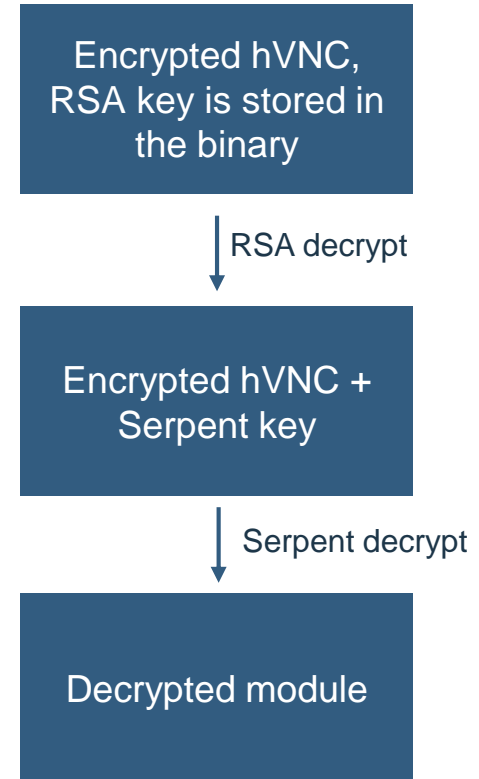 Encrypted hVNC,
RSA key is stored in
the binary
RSA decrypt
Encrypted hVNC +
Serpent key
Serpent decrypt
Decrypted module